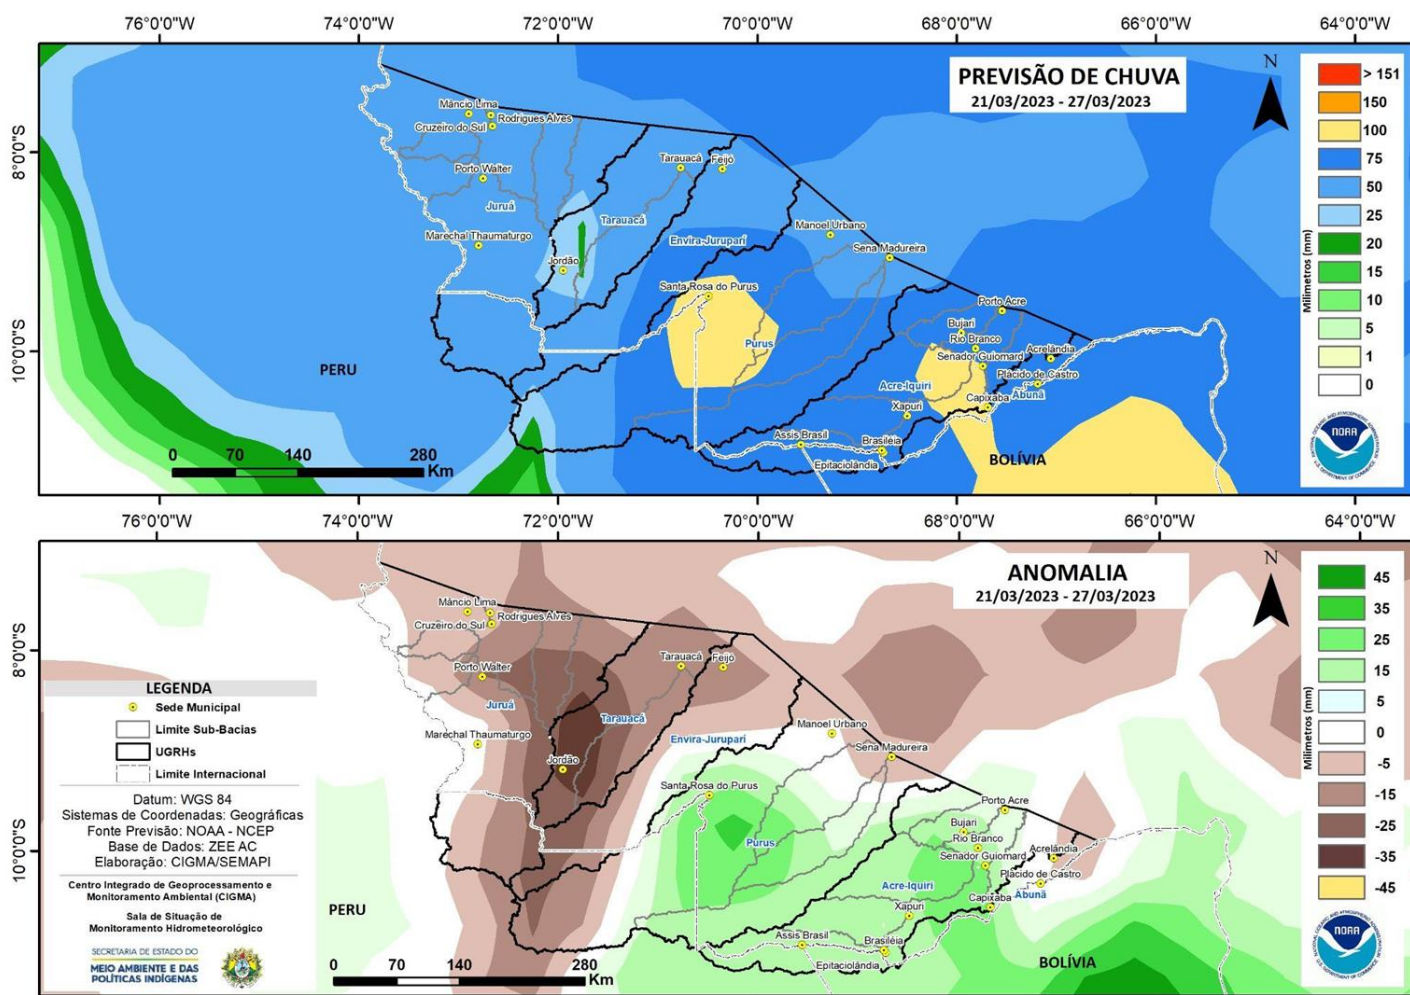 76°0'0"W 74°0'0"W 72°0'0"W 70°0'0"W 68°0'0"W 66°0'0"W 64°0'0"W
PREVISÃO DE CHUVA
21/03/2023 - 27/03/2023
N
8°0'0"S
10°0'0"S
Mâncio Lima
Rodrigues Alves
Cruzeiro do Sul
Porto Walter
Juruá
Marechal Thaumaturgo
Jordão
Tarauacá
Feijó
Tarauacá
Envira-Jurupari
Manoel Urbano
Sena Madureira
Santa Rosa do Purus
Purus
Porto Acre
Bujari
Rio Branco
Senador Guiomard
Acrelândia
Plácido de Castro
Abunã
Acre-Iquiri
Capixaba
Xapuri
Assis Brasil
Brasiléia
Epitaciolândia
PERU
BOLÍVIA
0 70 140 280
Km
Milimetros (mm)
> 151
150
100
75
50
25
20
15
10
5
1
0
NOAA
76°0'0"W 74°0'0"W 72°0'0"W 70°0'0"W 68°0'0"W 66°0'0"W 64°0'0"W
ANOMALIA
21/03/2023 - 27/03/2023
N
8°0'0"S
10°0'0"S
Mâncio Lima
Rodrigues Alves
Cruzeiro do Sul
Porto Walter
Juruá
Marechal Thaumaturgo
Jordão
Tarauacá
Feijó
Tarauacá
Envira-Jurupari
Manoel Urbano
Sena Madureira
Santa Rosa do Purus
Purus
Porto Acre
Bujari
Rio Branco
Senador Guiomard
Acrelândia
Plácido de Castro
Abunã
Acre-Iquiri
Capixaba
Xapuri
Assis Brasil
Brasiléia
Epitaciolândia
PERU
BOLÍVIA
0 70 140 280
Km
Milimetros (mm)
45
35
25
15
5
0
-5
-15
-25
-35
-45
NOAA
LEGENDA
Sede Municipal
Limite Sub-Bacias
UGRHs
Limite Internacional
Datum: WGS 84
Sistemas de Coordenadas: Geográficas
Fonte Previsão: NOAA - NCEP
Base de Dados: ZEE AC
Elaboração: CIGMA/SEMAPI
Centro Integrado de Geoprocessamento e
Monitoramento Ambiental (CIGMA)
Sala de Situação de
Monitoramento Hidrometeorológico
SECRETARIA DE ESTADO DO
MEIO AMBIENTE E DAS
POLÍTICAS INDÍGENAS